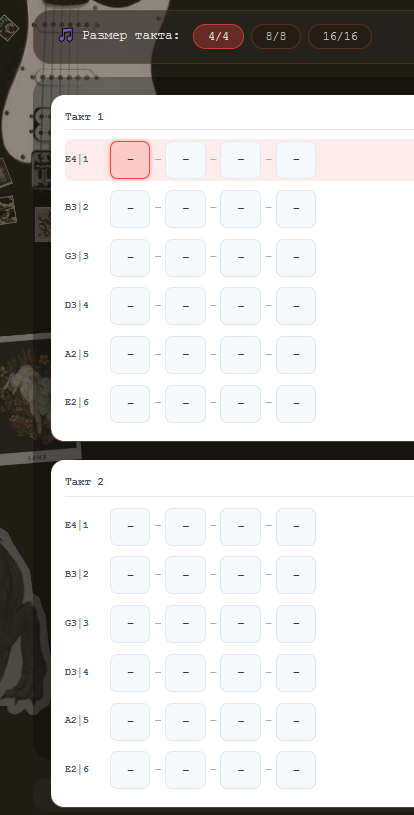 Размер такта: 4/4 8/8 16/16
Такт 1
E4|1 – – – – – – –
B3|2 – – – – – – –
G3|3 – – – – – – –
D3|4 – – – – – – –
A2|5 – – – – – – –
E2|6 – – – – – – –
LAMB
Такт 2
E4|1 – – – – – – –
B3|2 – – – – – – –
G3|3 – – – – – – –
D3|4 – – – – – – –
A2|5 – – – – – – –
E2|6 – – – – – – –